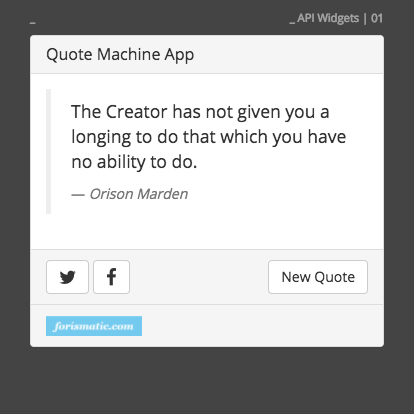 _
_ API Widgets | 01
Quote Machine App
The Creator has not given you a
longing to do that which you have
no ability to do.
— Orison Marden
New Quote
forismatic.com